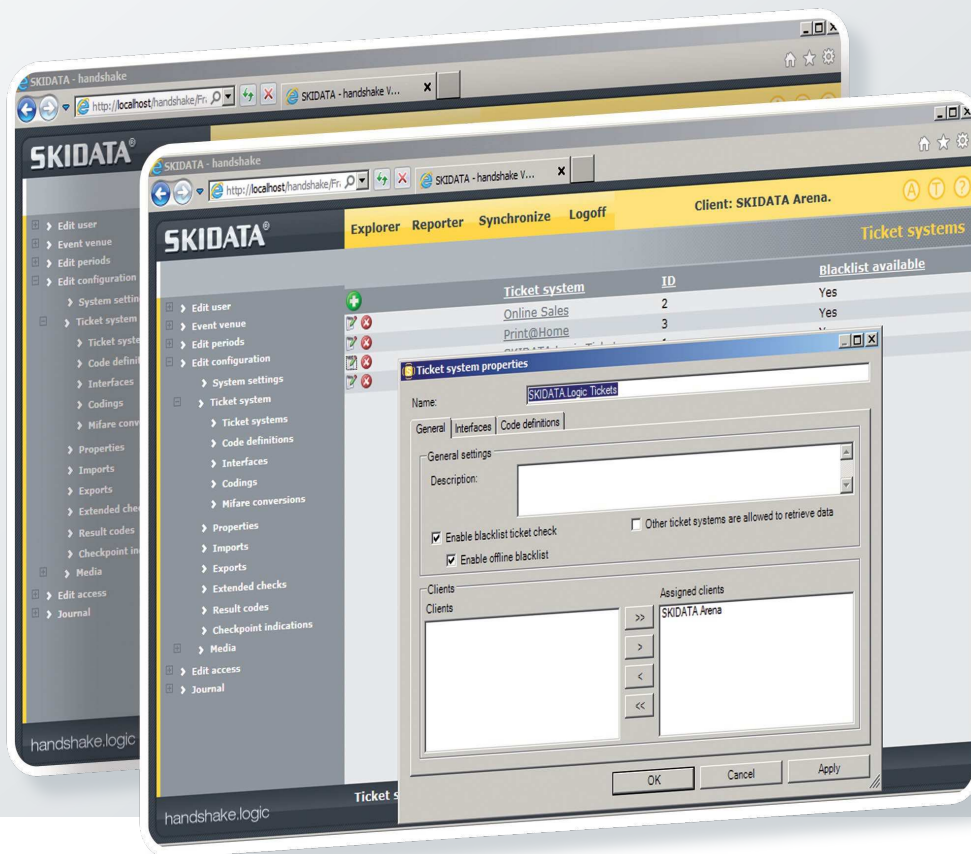 SKIDATA - handshake
http://localhost/handshake/Fr
SKIDATA - handshake V...
x
SKIDATA®
Edit user
Event venue
Edit periods
Edit configuration
System settin
Ticket system
Ticket syste
Code defini
Interfaces
Codings
Mifare conv
Properties
Imports
Exports
Extended che
Result codes
Checkpoint in
Media
Edit access
Journal
handshake.logic
SKIDATA - handshake
http://localhost/handshake/Fr
SKIDATA - handshake V...
x
SKIDATA®
Explorer Reporter Synchronize Logoff
Client: SKIDATA Arena.
A T ?
Ticket systems
Edit user
Event venue
Edit periods
Edit configuration
System settings
Ticket system
Ticket systems
Code definitions
Interfaces
Codings
Mifare conversions
Properties
Imports
Exports
Extended checks
Result codes
Checkpoint indications
Media
Edit access
Journal
Ticket system ID Blacklist available
Online Sales 2 Yes
Print@Home 3 Yes
Ticket system properties
Name: SKIDATA.Logic Tickets
General Interfaces Code definitions
General settings
Description:
Enable blacklist ticket check
Other ticket systems are allowed to retrieve data
Enable offline blacklist
Clients
Clients
Assigned clients
SKIDATA Arena
>>
>
<
<<
OK Cancel Apply
Ticket s
handshake.logic